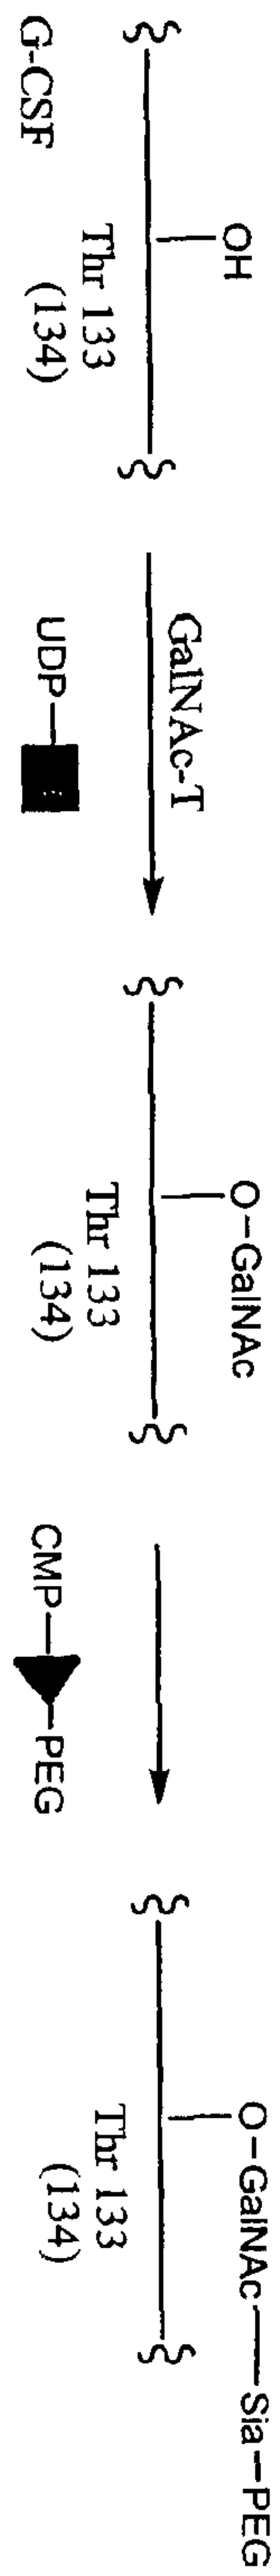 OH
Thr 133
(134)
G-CSF
GalNAc-T
UDP
O-GalNAc
Thr 133
(134)
CMP
PEG
O-GalNAc—Sia-PEG
Thr 133
(134)